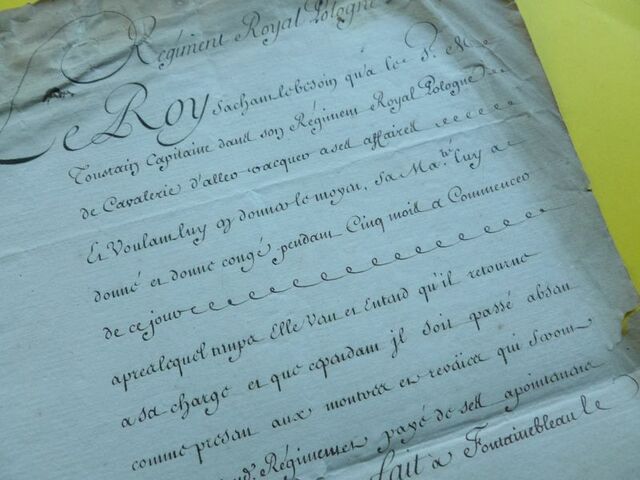 Régiment Royal Pologne
Le ROY Sachant le besoin qu'a le S. M
Toustain Capitaine dans son Régiment Royal Pologne
de Cavalerie d'aller vacquer a ses affaires
Et Voulant luy en donner le moyen, Sa Ma.té luy a
donné et donne congé pendant Cinq mois a Commencer
de ce jour
apres lequel temps Elle Veut et Entend qu'il retourne
a sa charge et que cependant jl soit passé absent
comme present aux montres et reveües qui Seront
dud. Régiment et payé de ses apointemens
fait a Fontainebleau le